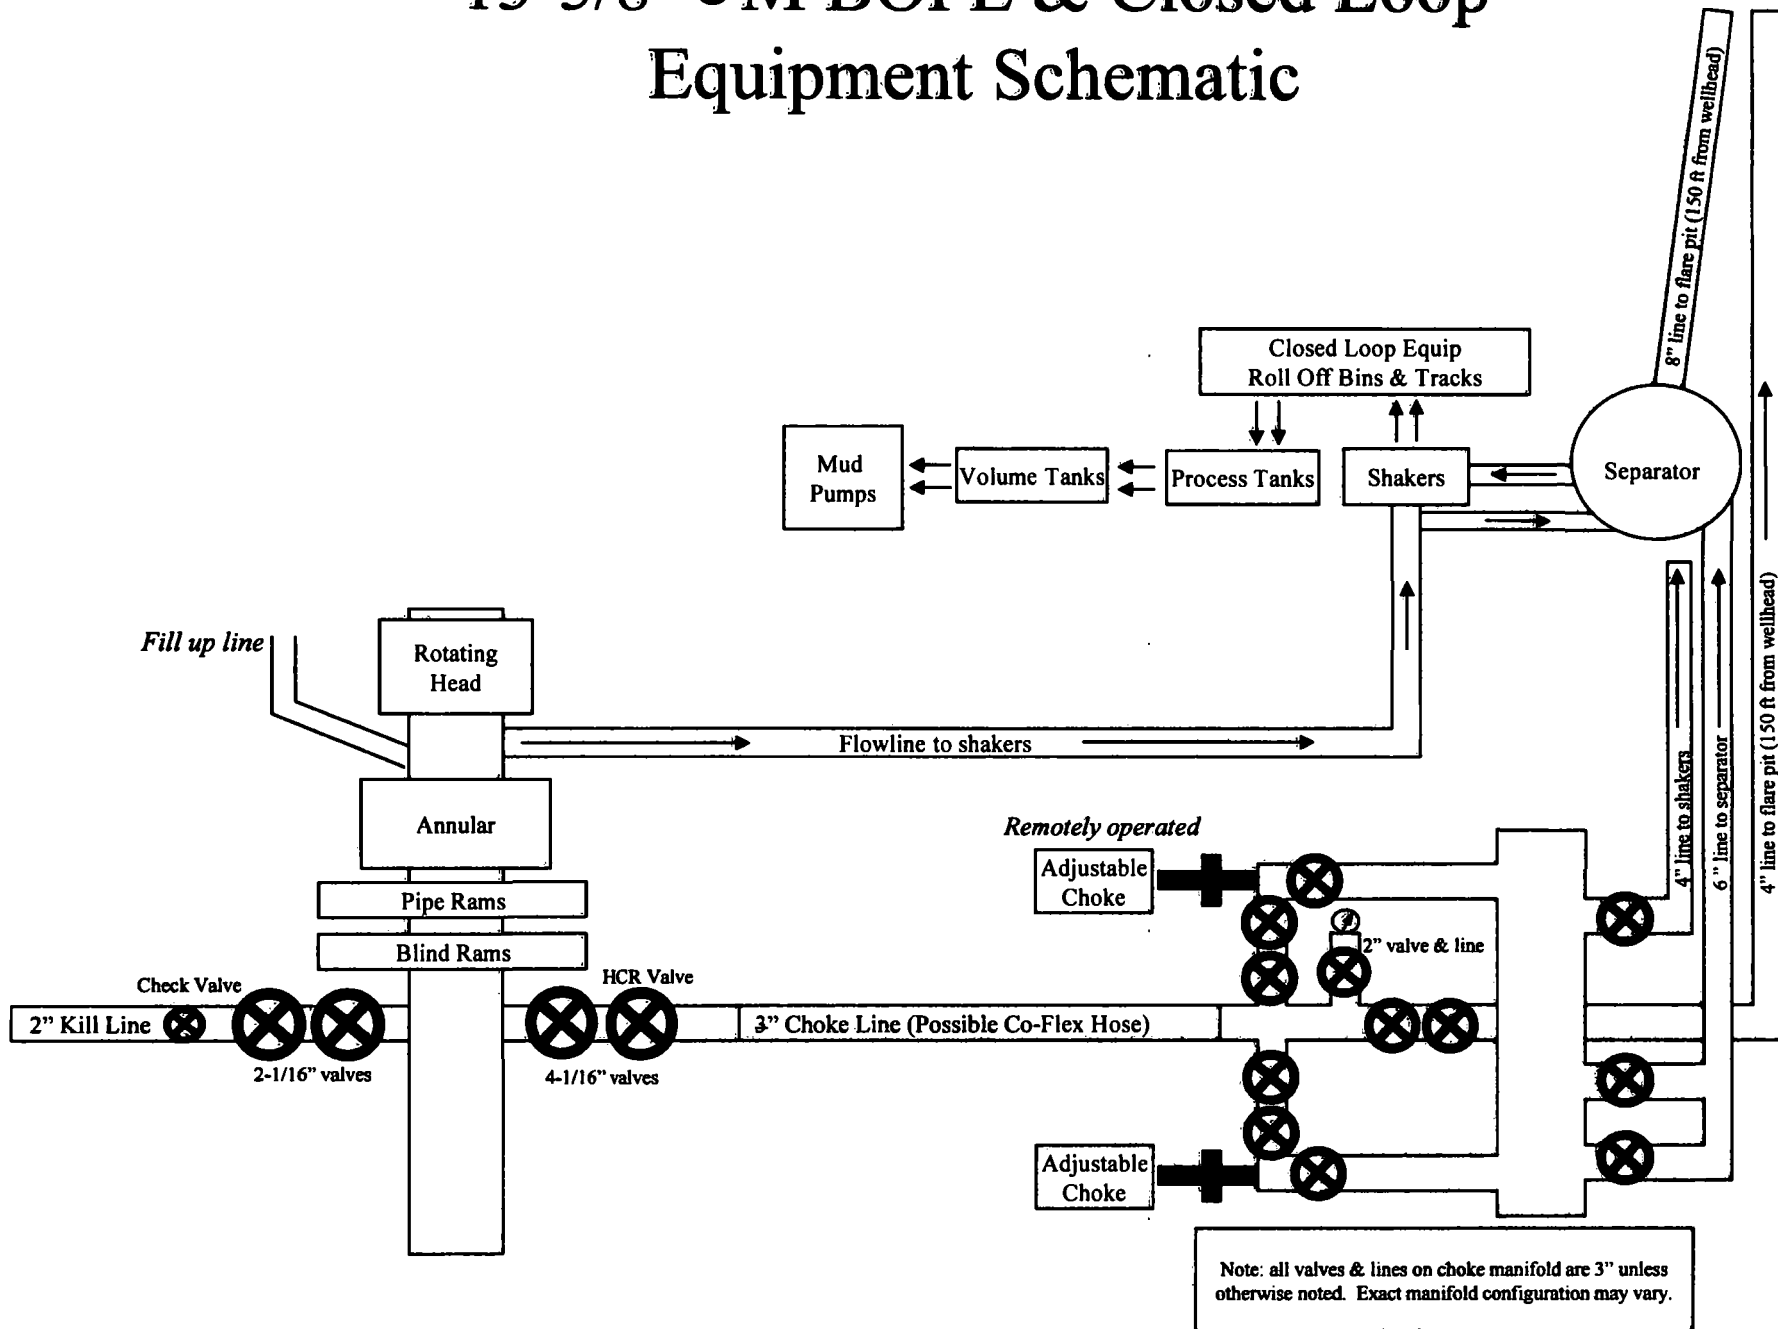 BOPE & Closed Loop
Equipment Schematic
8" line to flare pit (150 ft from wellhead)
Closed Loop Equip
Roll Off Bins & Tracks
Mud
Pumps
Volume Tanks
Process Tanks
Shakers
Separator
Fill up line
Rotating
Head
Flowline to shakers
Annular
Pipe Rams
Blind Rams
Remotely operated
Adjustable
Choke
2” valve & line
4” line to shakers
6 ” line to separator
4” line to flare pit (150 ft from wellhead)
Check Valve
HCR Valve
2” Kill Line
3” Choke Line (Possible Co-Flex Hose)
2-1/16” valves
4-1/16” valves
Adjustable
Choke
Note: all valves & lines on choke manifold are 3” unless
otherwise noted. Exact manifold configuration may vary.